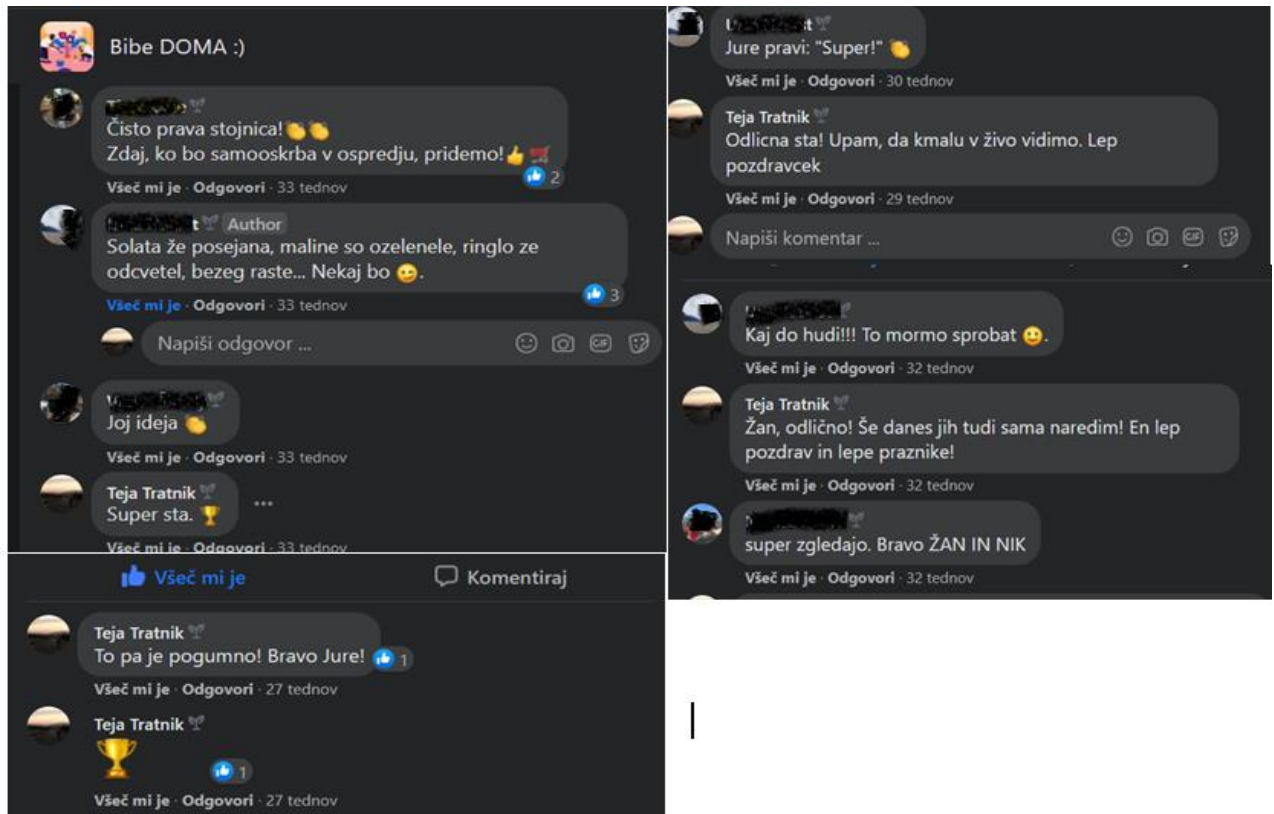 Bibe DOMA :)
Čisto prava stojnica!👏👏
Zdaj, ko bo samooskrba v ospredju, pridemo!👍🛒
2
Všeč mi je · Odgovori · 33 tednov
t Author
Solata že posejana, maline so ozelenele, ringlo ze
odcvetel, bezeg raste... Nekaj bo 😉.
3
Všeč mi je · Odgovori · 33 tednov
Napiši odgovor ...
GIF
Joj ideja 👏
Všeč mi je · Odgovori · 33 tednov
Teja Tratnik
Super sta. 🏆
Všeč mi je · Odgovori · 33 tednov
Všeč mi je
Komentiraj
Teja Tratnik
To pa je pogumno! Bravo Jure! 1
Všeč mi je · Odgovori · 27 tednov
Teja Tratnik
🏆
1
Všeč mi je · Odgovori · 27 tednov
Jure pravi: "Super!" 👏
Všeč mi je · Odgovori · 30 tednov
Teja Tratnik
Odlicna sta! Upam, da kmalu v živo vidimo. Lep
pozdravcek
Všeč mi je · Odgovori · 29 tednov
Napiši komentar ...
GIF
Kaj do hudi!!! To mormo sprobat 🙂.
Všeč mi je · Odgovori · 32 tednov
Teja Tratnik
Žan, odlično! Še danes jih tudi sama naredim! En lep
pozdrav in lepe praznike!
Všeč mi je · Odgovori · 32 tednov
super zgledajo. Bravo ŽAN IN NIK
Všeč mi je · Odgovori · 32 tednov